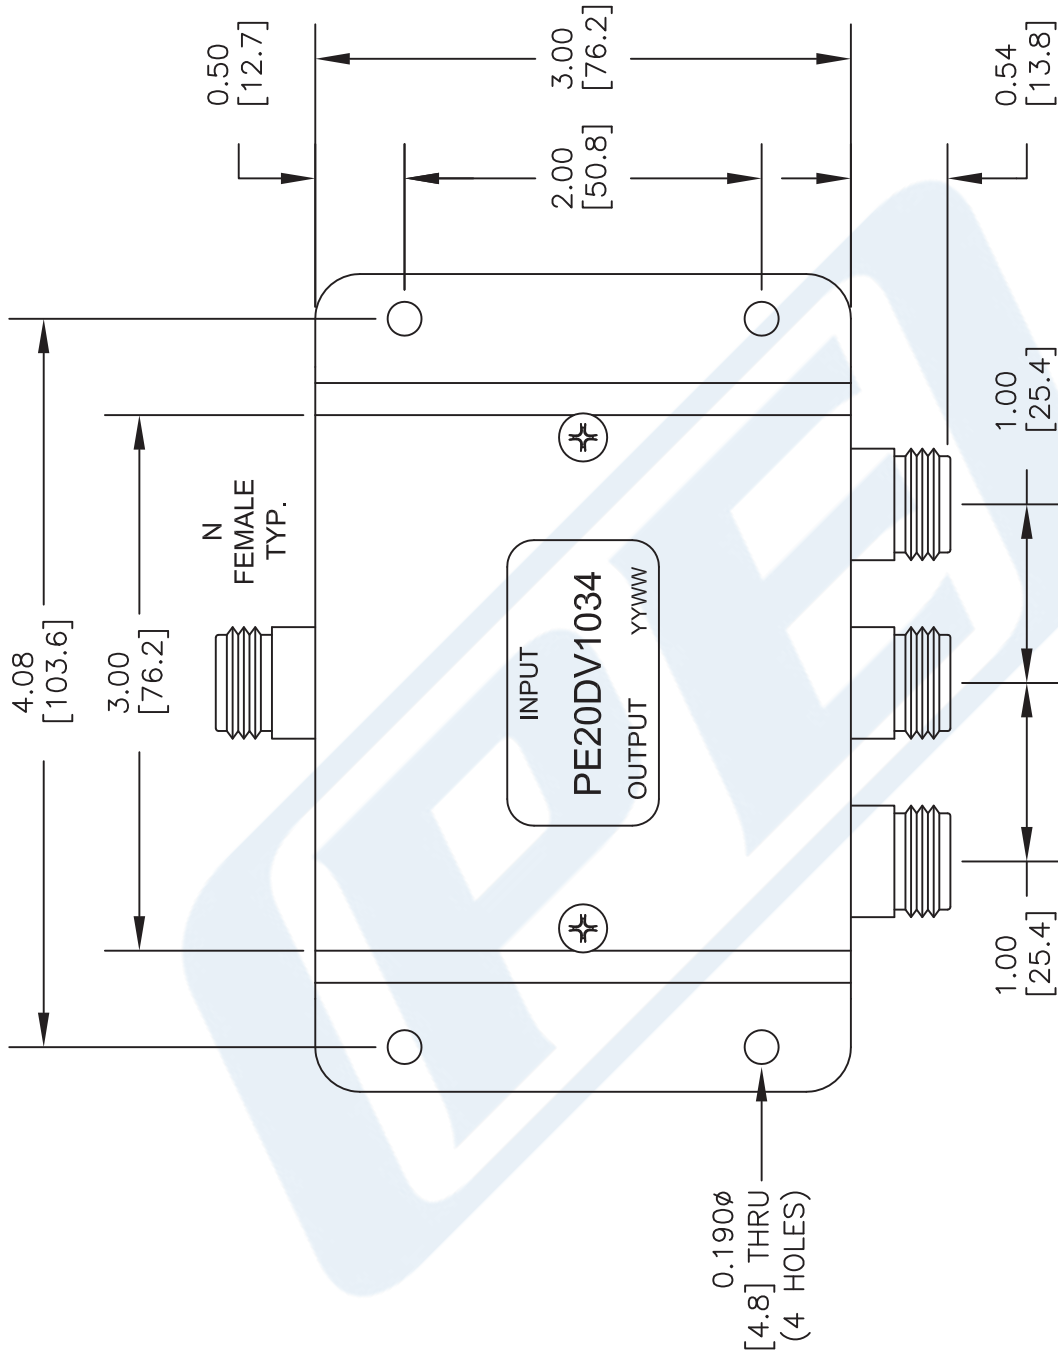 4.08
[103.6]
3.00
[76.2]
N
FEMALE
TYP.
0.50
[12.7]
3.00
[76.2]
2.00
[50.8]
0.54
[13.8]
INPUT
PE20DV1034
OUTPUT YYWW
0.190ø
[4.8] THRU
(4 HOLES)
1.00
[25.4]
1.00
[25.4]
PE